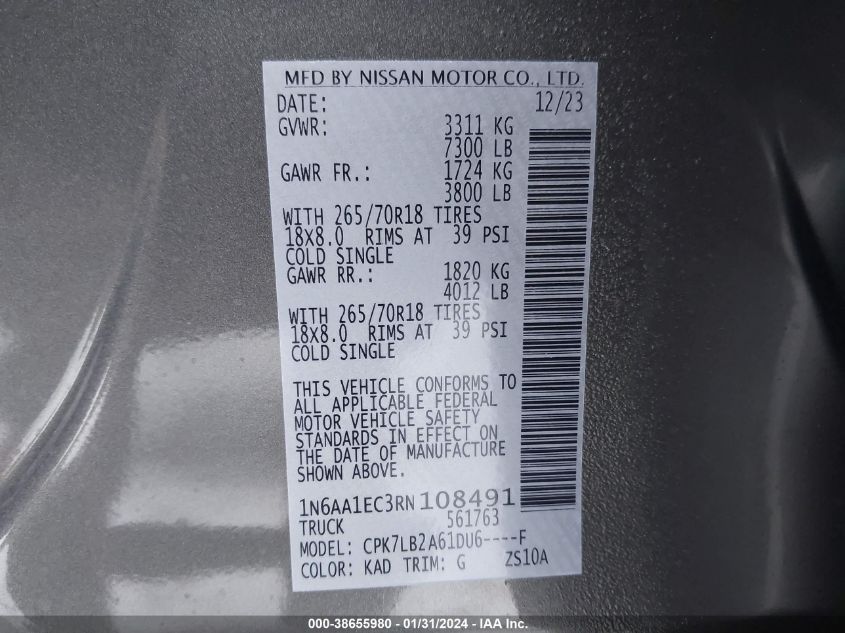 MFD BY NISSAN MOTOR CO., LTD.
DATE: 12/23
GVWR: 3311 KG
7300 LB
GAWR FR.: 1724 KG
3800 LB
WITH 265/70R18 TIRES
18X8.0 RIMS AT 39 PSI
COLD SINGLE
GAWR RR.: 1820 KG
4012 LB
WITH 265/70R18 TIRES
18X8.0 RIMS AT 39 PSI
COLD SINGLE
THIS VEHICLE CONFORMS TO
ALL APPLICABLE FEDERAL
MOTOR VEHICLE SAFETY
STANDARDS IN EFFECT ON
THE DATE OF MANUFACTURE
SHOWN ABOVE.
1N6AA1EC3RN108491
TRUCK 561763
MODEL: CPK7LB2A61DU6----F
COLOR: KAD TRIM: G ZS10A
000-38655980 - 01/31/2024 - IAA Inc.